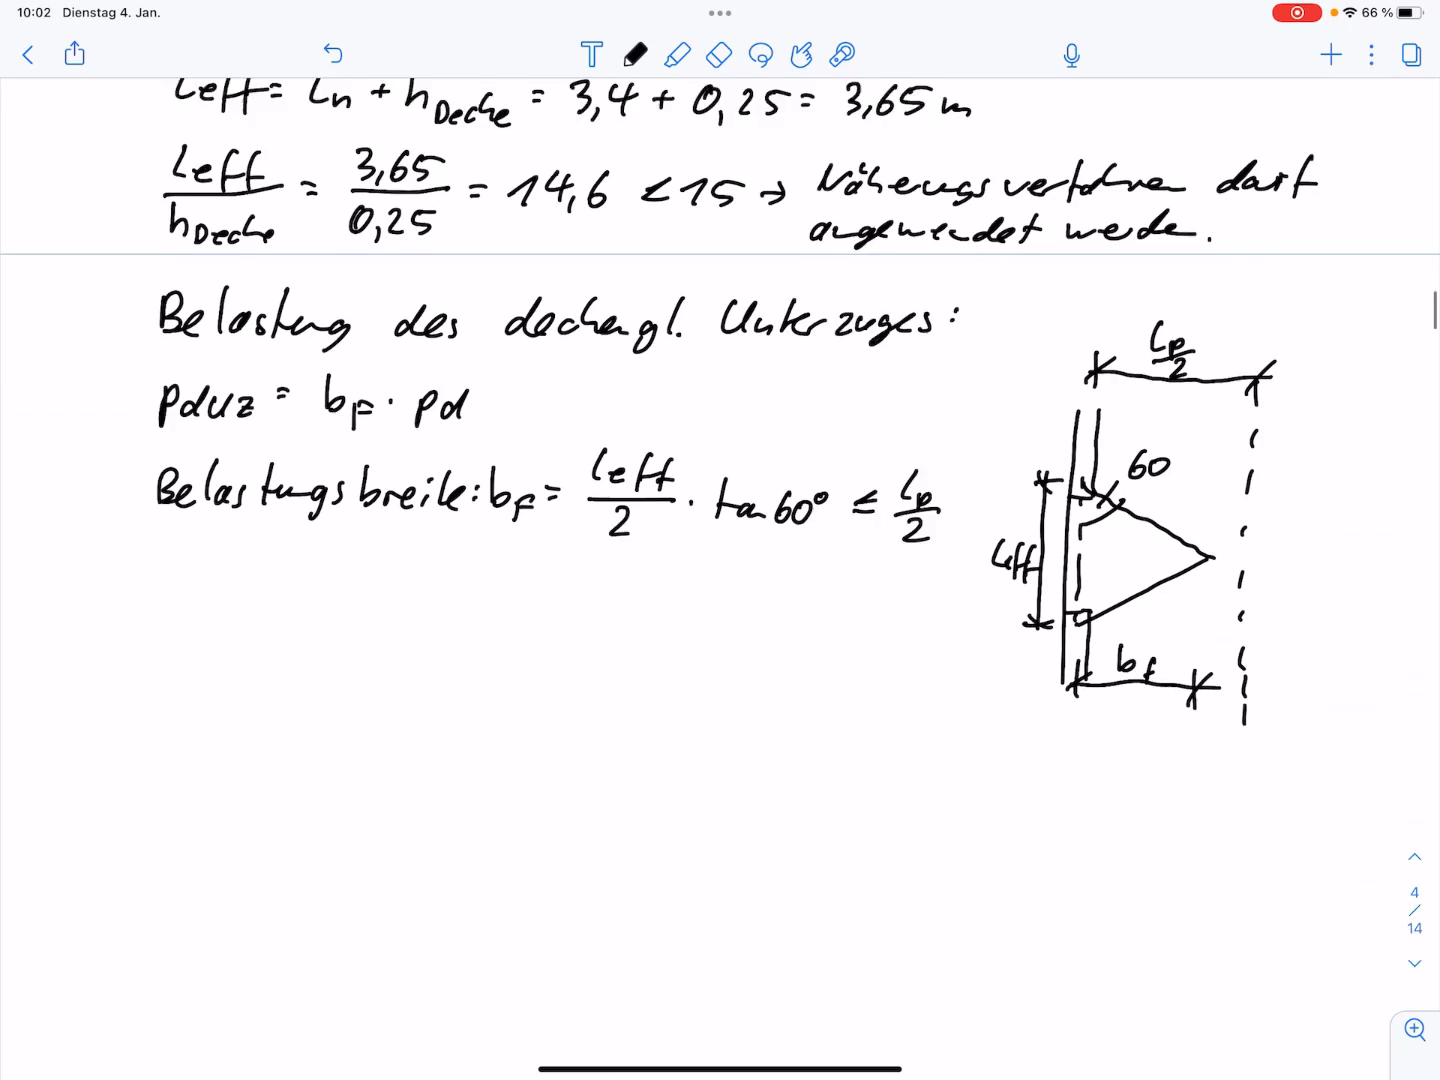 10:02 Dienstag 4. Jan.
66 %
Leff = Ln + hDecke = 3,4 + 0,25 = 3,65 m
Leff/hDecke = 3,65/0,25 = 14,6 < 15 → Näherungsverfahren darf
angewendet werden.
Belastung des deckengl. Unterzuges:
pduz = bF · pd
Belastungsbreite: bF = Leff/2 · tan 60° ≤ Lp/2
Lp/2
60
Leff
bf
4
/
14